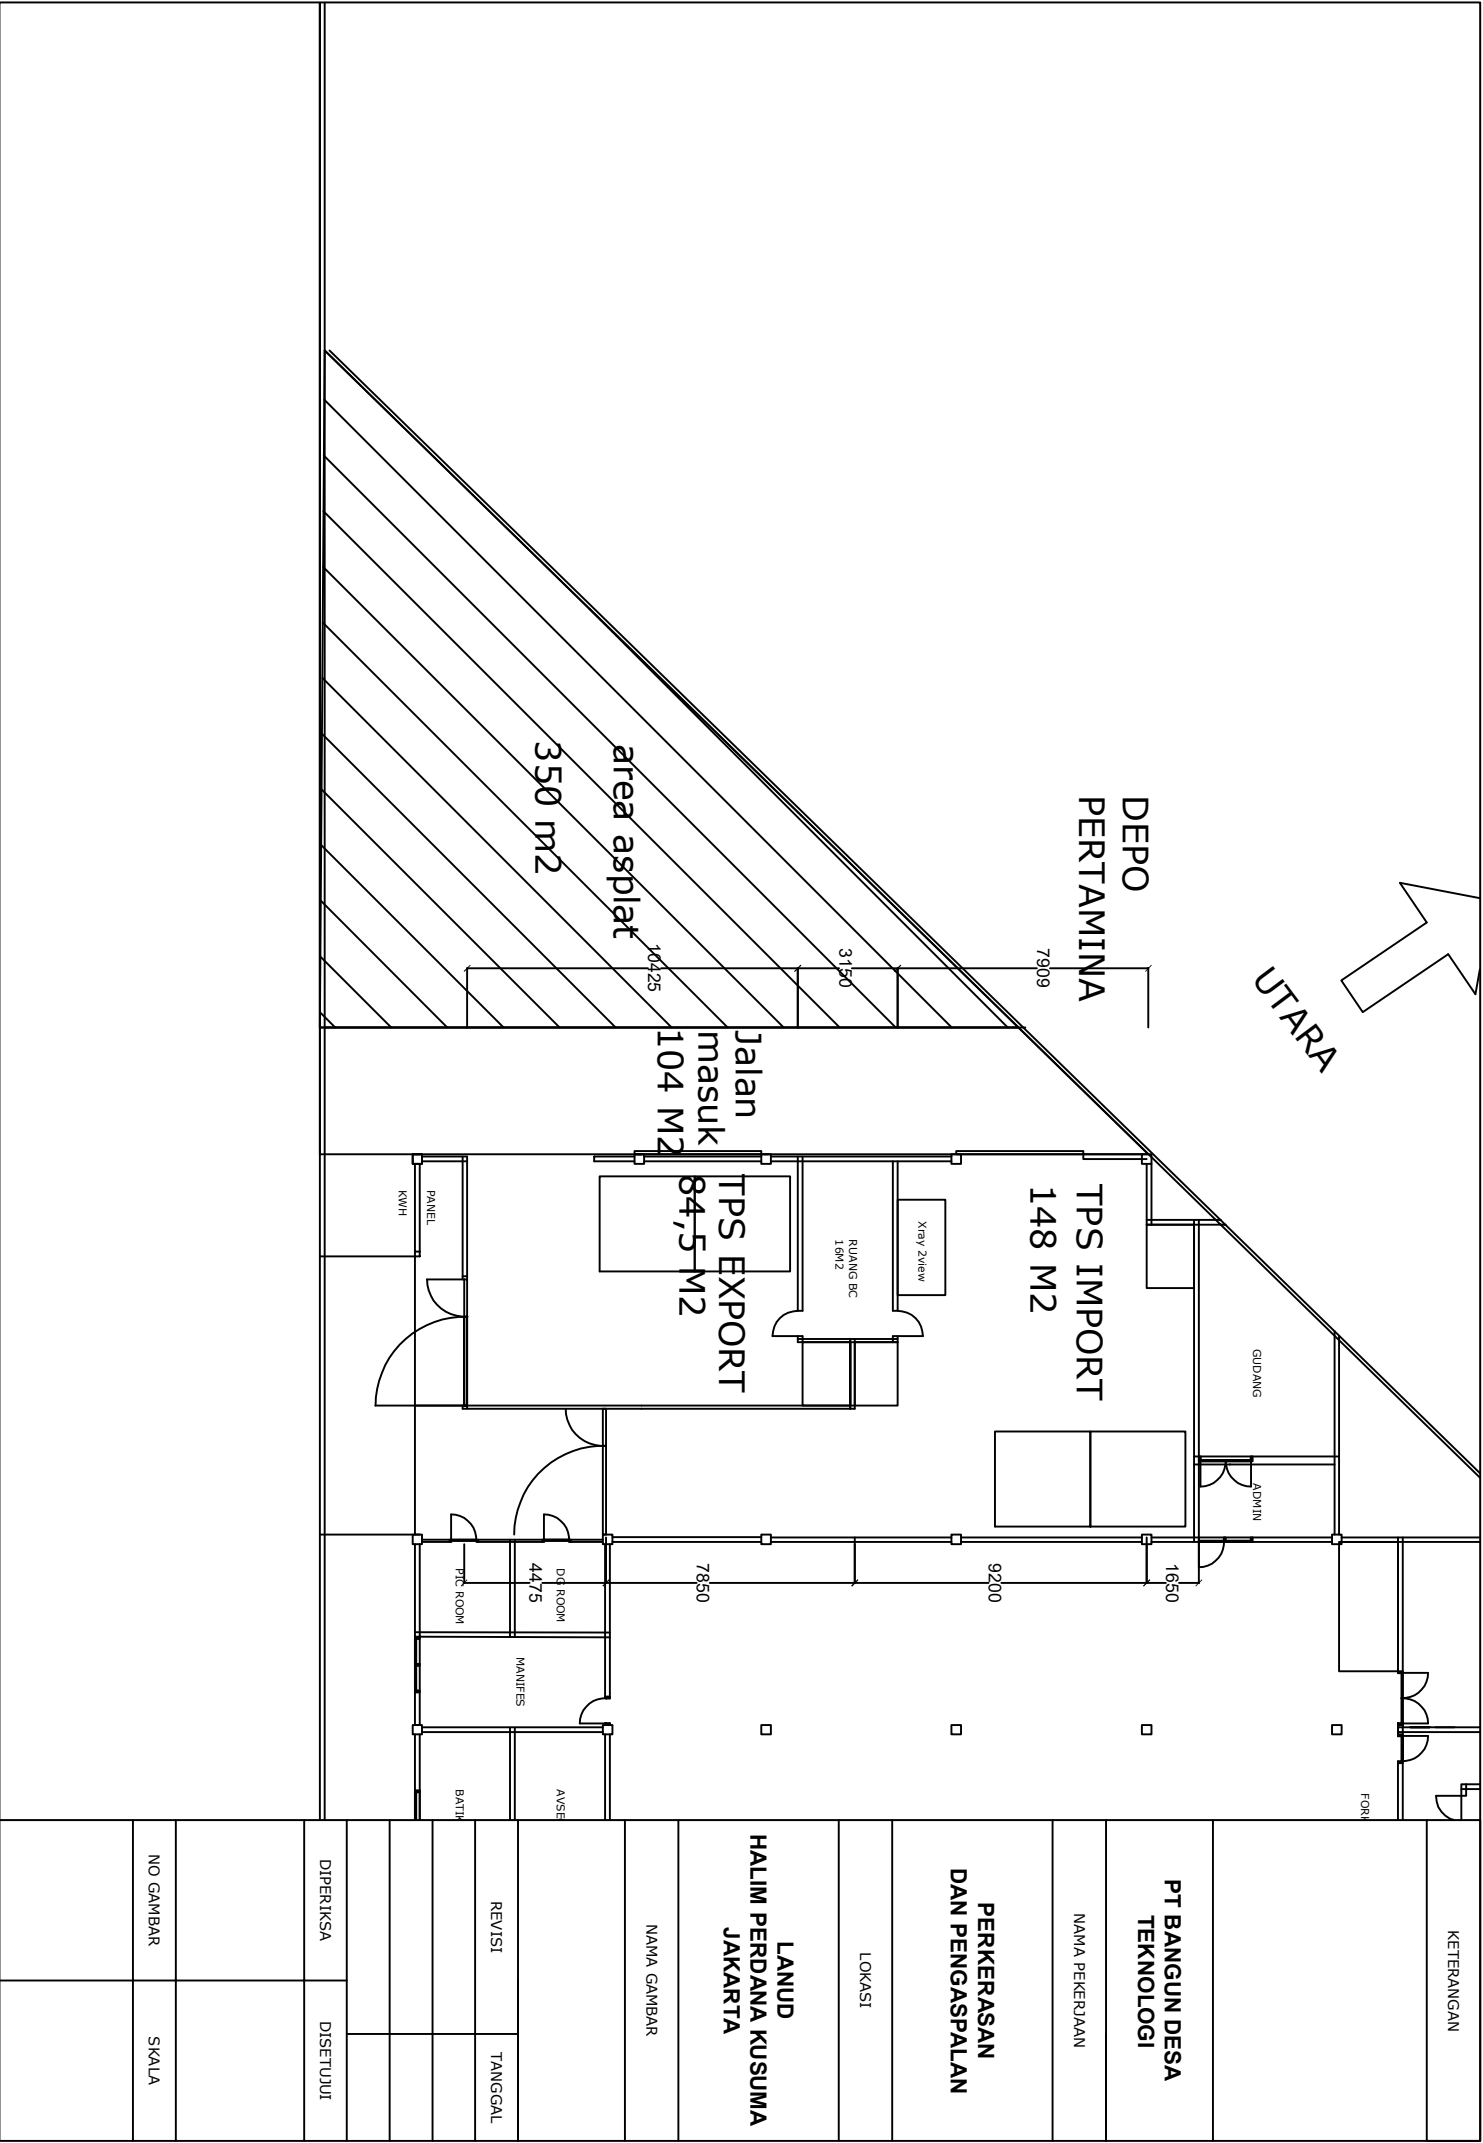 UTARA
DEPO
PERTAMINA
area asplat
350 m2
7909
3150
10425
Jalan
masuk
104 M2
TPS IMPORT
148 M2
TPS EXPORT
84,5 M2
Xray 2view
RUANG BC
16M2
PANEL
KWH
GUDANG
ADMIN
1650
9200
7850
4475
DG ROOM
PIC ROOM
MANIFES
AVSE
BATIK
FORK
KETERANGAN
PT BANGUN DESA
TEKNOLOGI
NAMA PEKERJAAN
PERKERASAN
DAN PENGASPALAN
LOKASI
LANUD
HALIM PERDANA KUSUMA
JAKARTA
NAMA GAMBAR
REVISI
TANGGAL
DIPERIKSA
DISETUJUI
NO GAMBAR
SKALA